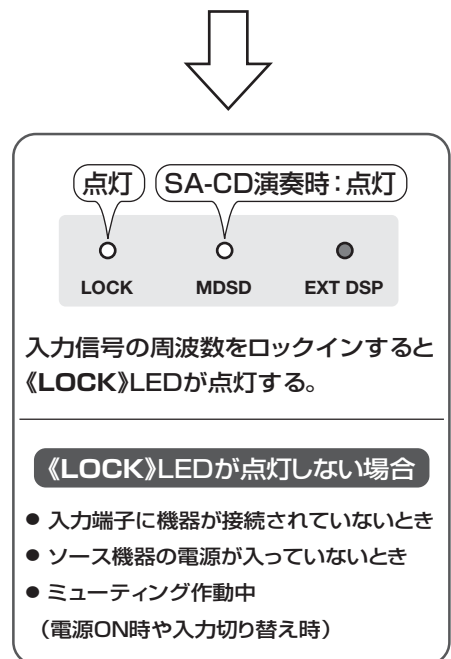 点灯 SA-CD演奏時:点灯
LOCK MDSD EXT DSP
入力信号の周波数をロックインすると
《LOCK》LEDが点灯する。
《LOCK》LEDが点灯しない場合
● 入力端子に機器が接続されていないとき
● ソース機器の電源が入っていないとき
● ミューティング作動中
（電源ON時や入力切り替え時）